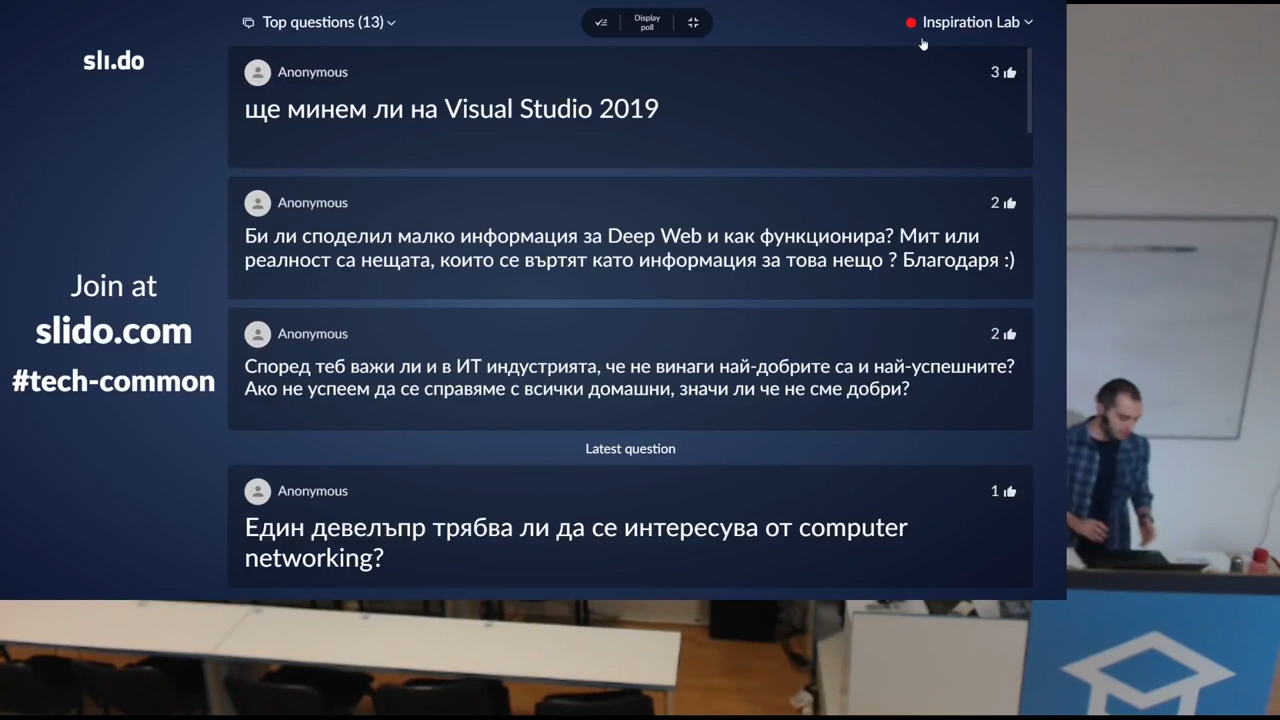 Top questions (13)
Display
poll
Inspiration Lab
sli.do
Anonymous
3
ще минем ли на Visual Studio 2019
Anonymous
2
Би ли споделил малко информация за Deep Web и как функционира? Мит или
реалност са нещата, които се въртят като информация за това нещо ? Благодаря :)
Join at
slido.com
#tech-common
Anonymous
2
Според теб важи ли и в ИТ индустрията, че не винаги най-добрите са и най-успешните?
Ако не успеем да се справяме с всички домашни, значи ли че не сме добри?
Latest question
Anonymous
1
Един девелъпр трябва ли да се интересува от computer
networking?